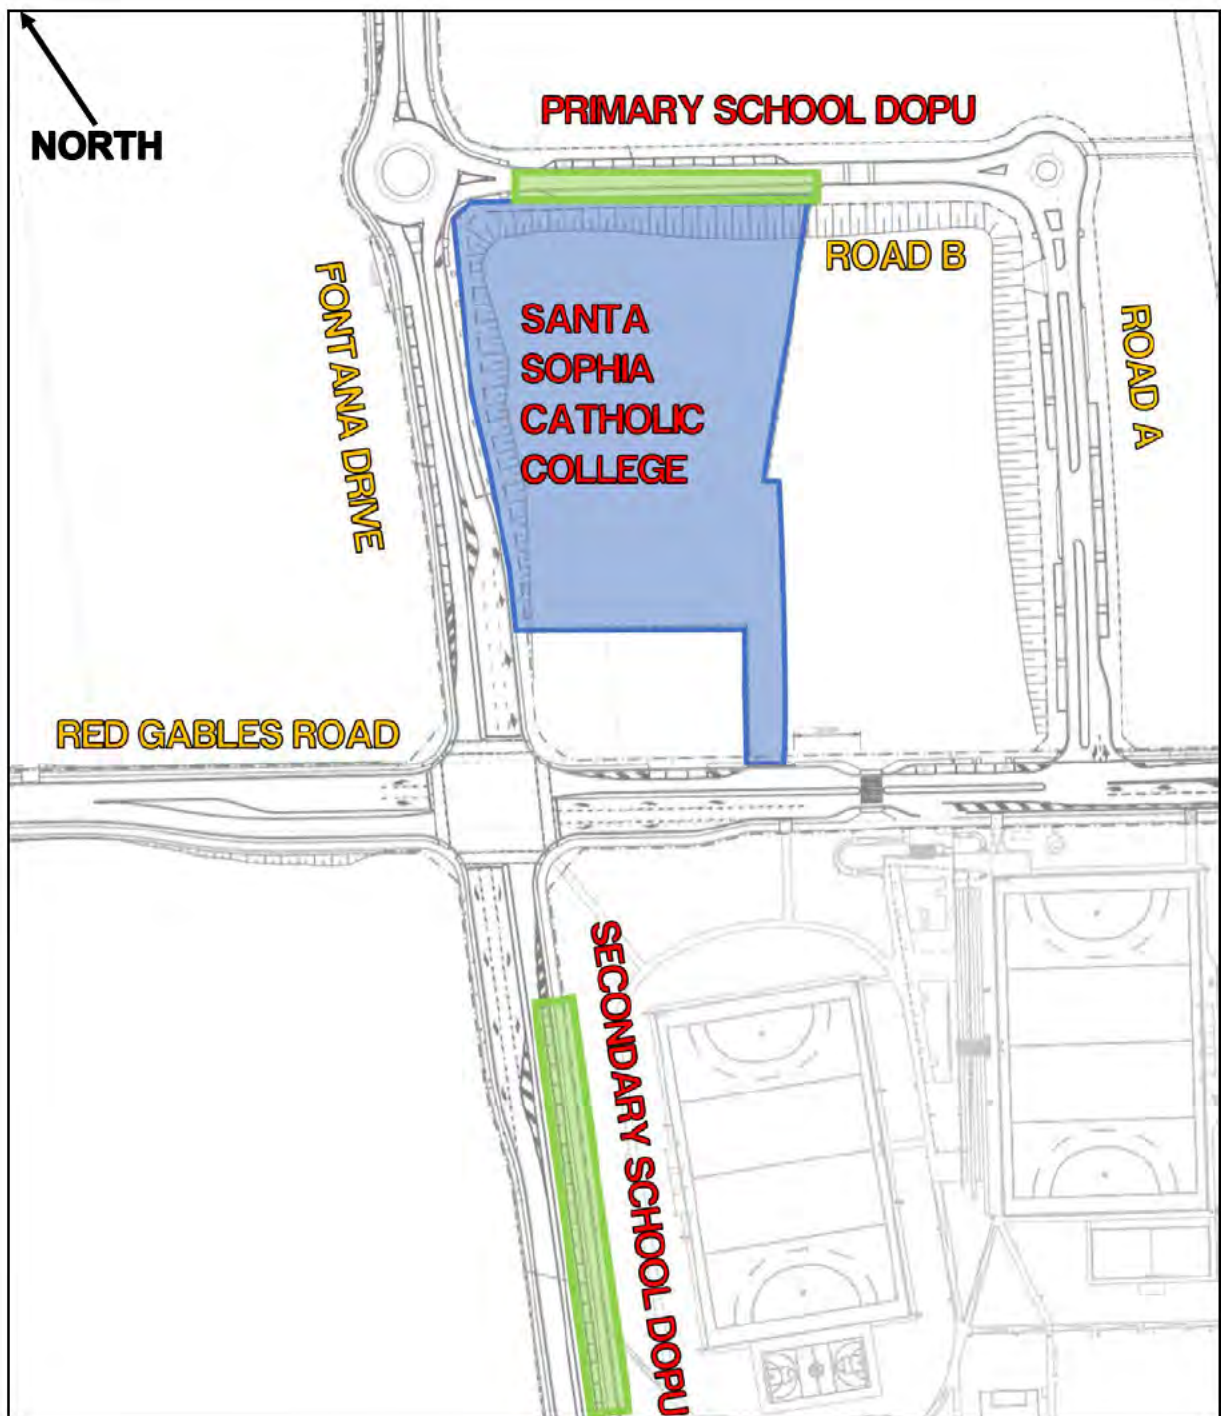 NORTH
PRIMARY SCHOOL DOPU
ROAD B
SANTA
SOPHIA
CATHOLIC
COLLEGE
FONTANA DRIVE
ROAD A
RED GABLES ROAD
SECONDARY SCHOOL DOPU